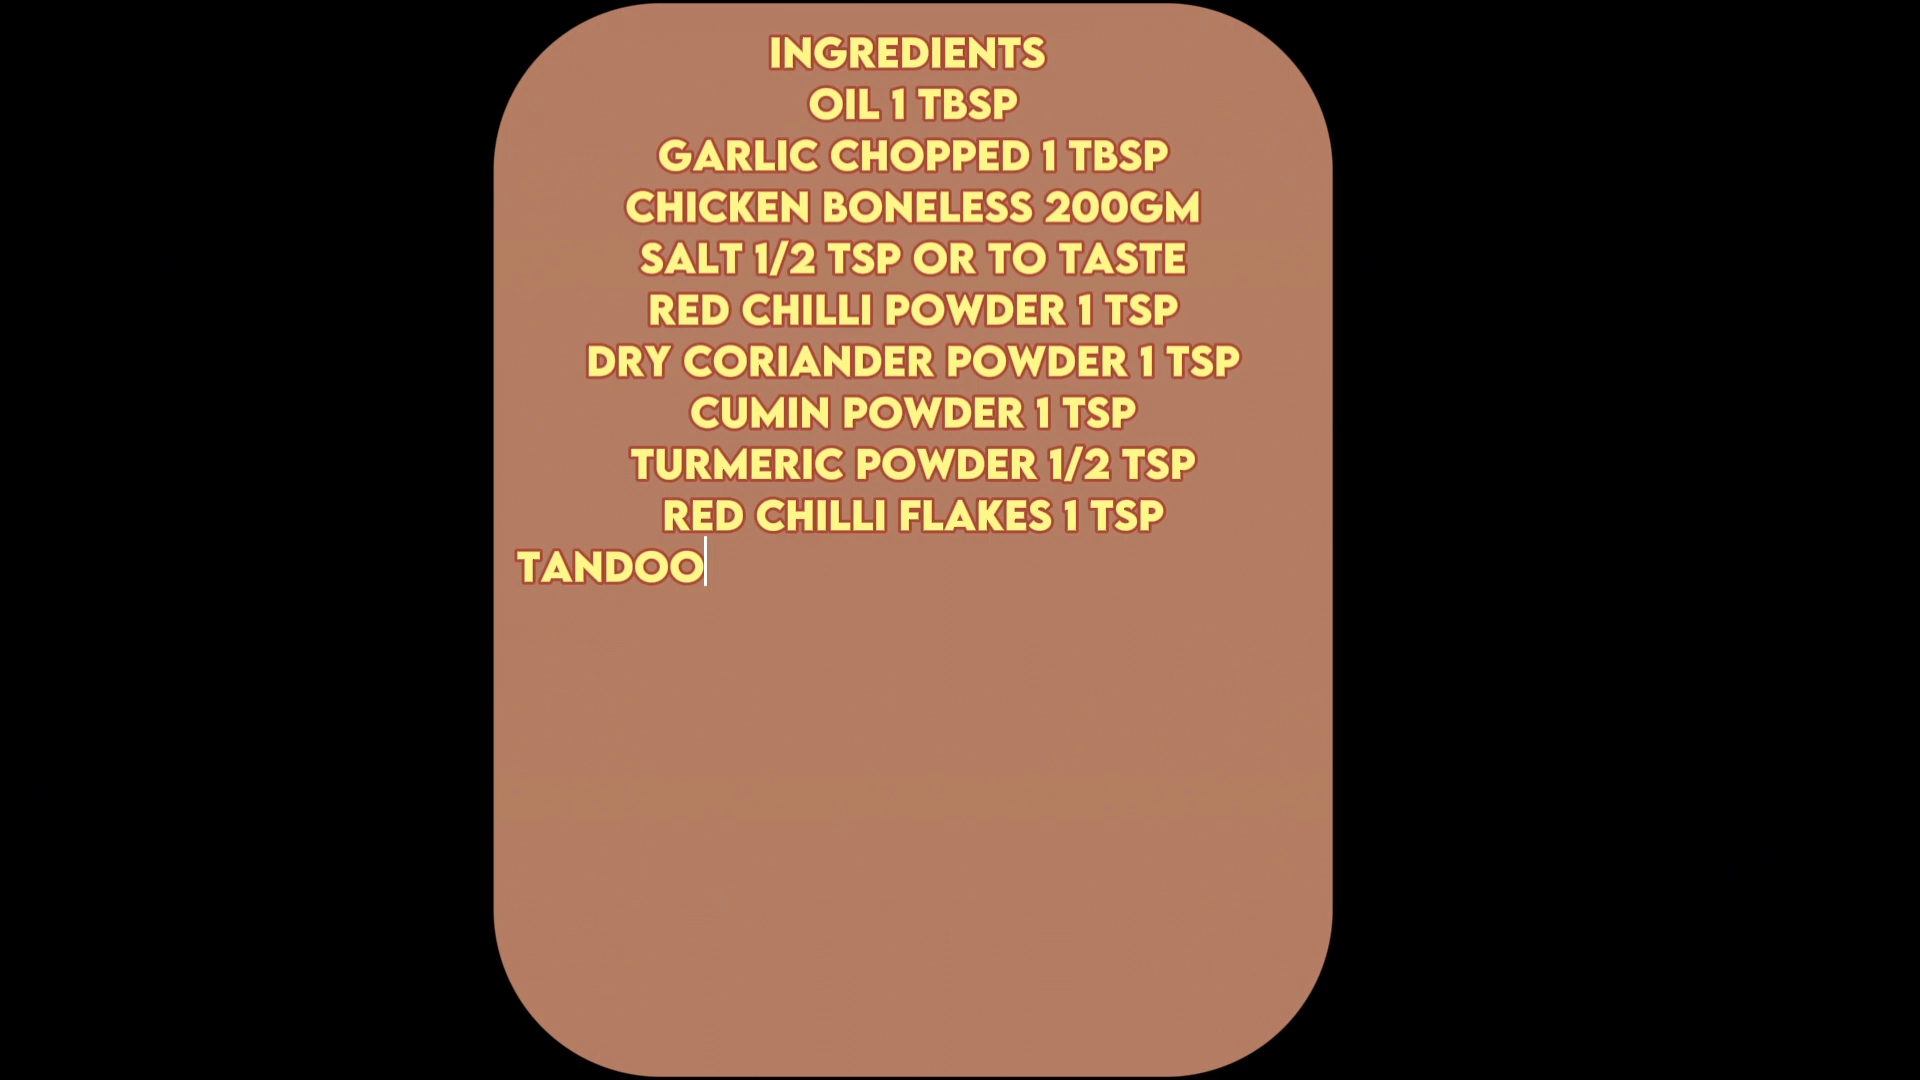 INGREDIENTS
OIL 1 TBSP
GARLIC CHOPPED 1 TBSP
CHICKEN BONELESS 200GM
SALT 1/2 TSP OR TO TASTE
RED CHILLI POWDER 1 TSP
DRY CORIANDER POWDER 1 TSP
CUMIN POWDER 1 TSP
TURMERIC POWDER 1/2 TSP
RED CHILLI FLAKES 1 TSP
TANDOO